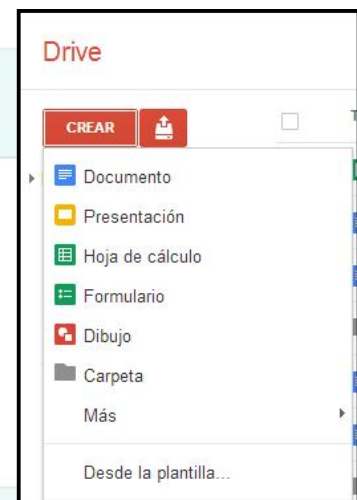 Drive
CREAR
Documento
Presentación
Hoja de cálculo
Formulario
Dibujo
Carpeta
Más
Desde la plantilla...